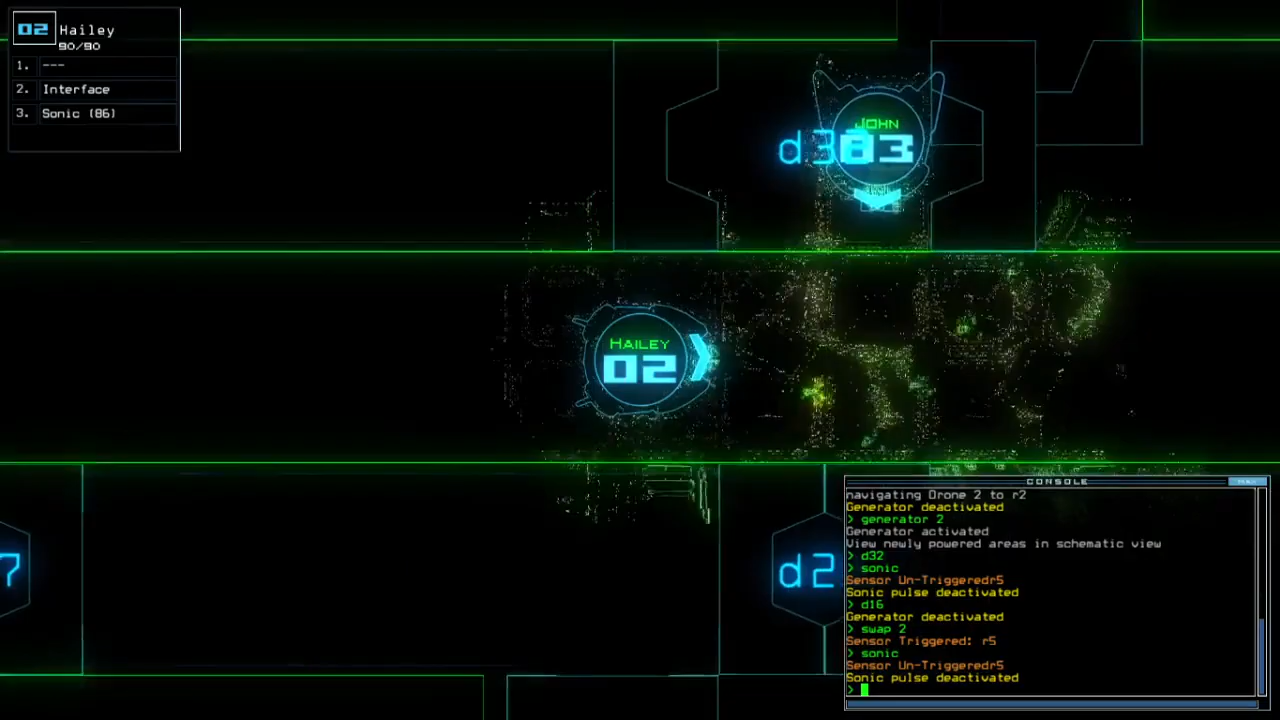 02 Hailey
90/90
1. ---
2. Interface
3. Sonic (86)
JOHN
03
HAILEY
02
7
d2
CONSOLE
navigating Drone 2 to r2
Generator deactivated
> generator 2
Generator activated
View newly powered areas in schematic view
> d32
> sonic
Sensor Un-Triggeredr5
Sonic pulse deactivated
> d16
Generator deactivated
> swap 2
Sensor Triggered: r5
> sonic
Sensor Un-Triggeredr5
Sonic pulse deactivated
>